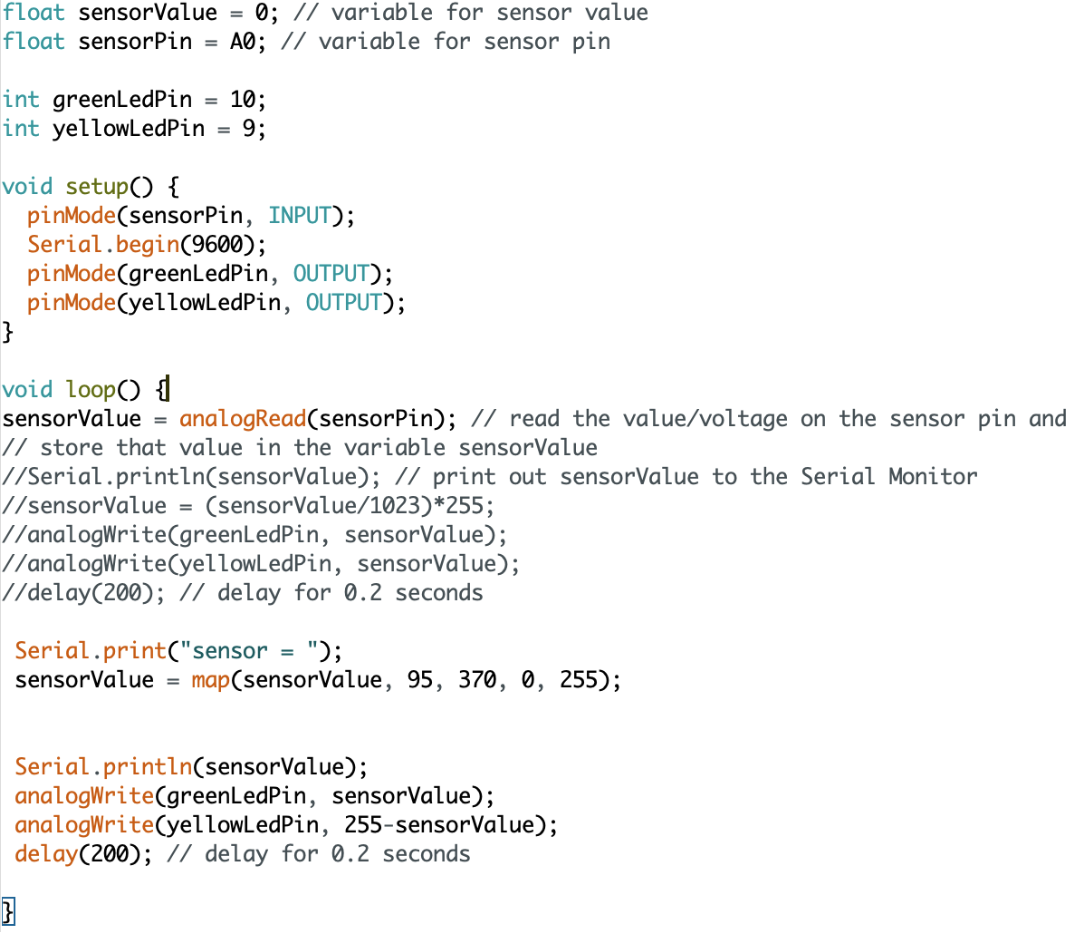 float sensorValue = 0; // variable for sensor value
float sensorPin = A0; // variable for sensor pin
int greenLedPin = 10;
int yellowLedPin = 9;
void setup() {
pinMode(sensorPin, INPUT);
Serial.begin(9600);
pinMode(greenLedPin, OUTPUT);
pinMode(yellowLedPin, OUTPUT);
}
void loop() {
sensorValue = analogRead(sensorPin); // read the value/voltage on the sensor pin and
// store that value in the variable sensorValue
//Serial.println(sensorValue); // print out sensorValue to the Serial Monitor
//sensorValue = (sensorValue/1023)*255;
//analogWrite(greenLedPin, sensorValue);
//analogWrite(yellowLedPin, sensorValue);
//delay(200); // delay for 0.2 seconds
Serial.print("sensor = ");
sensorValue = map(sensorValue, 95, 370, 0, 255);
Serial.println(sensorValue);
analogWrite(greenLedPin, sensorValue);
analogWrite(yellowLedPin, 255-sensorValue);
delay(200); // delay for 0.2 seconds
}